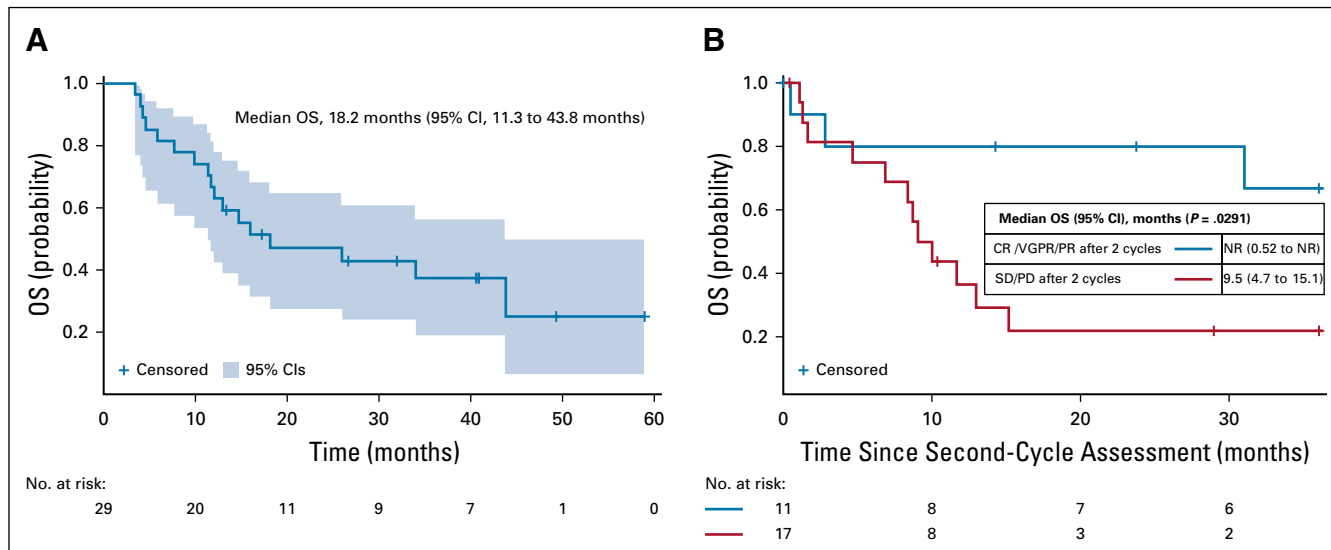 A
1.0
0.8
0.6
0.4
0.2
OS (probability)
Median OS, 18.2 months (95% CI, 11.3 to 43.8 months)
+ Censored 95% CIs
0 10 20 30 40 50 60
Time (months)
No. at risk:
29 20 11 9 7 1 0
B
1.0
0.8
0.6
0.4
0.2
OS (probability)
Median OS (95% CI), months (P = .0291)
CR /VGPR/PR after 2 cycles NR (0.52 to NR)
SD/PD after 2 cycles 9.5 (4.7 to 15.1)
+ Censored
0 10 20 30
Time Since Second-Cycle Assessment (months)
No. at risk:
11 8 7 6
17 8 3 2